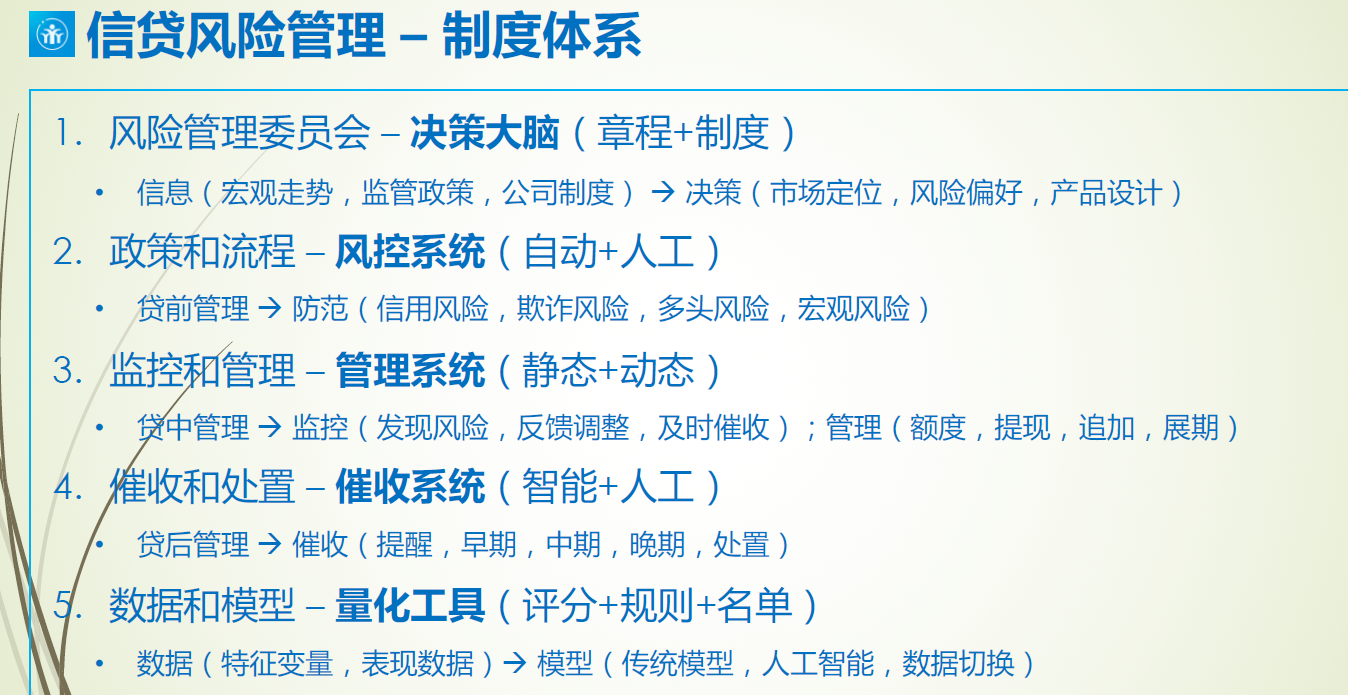 信贷风险管理 – 制度体系
1. 风险管理委员会 – 决策大脑（章程+制度）
• 信息（宏观走势，监管政策，公司制度）→ 决策（市场定位，风险偏好，产品设计）
2. 政策和流程 – 风控系统（自动+人工）
• 贷前管理 → 防范（信用风险，欺诈风险，多头风险，宏观风险）
3. 监控和管理 – 管理系统（静态+动态）
• 贷中管理 → 监控（发现风险，反馈调整，及时催收）；管理（额度，提现，追加，展期）
4. 催收和处置 – 催收系统（智能+人工）
• 贷后管理 → 催收（提醒，早期，中期，晚期，处置）
5. 数据和模型 – 量化工具（评分+规则+名单）
• 数据（特征变量，表现数据）→ 模型（传统模型，人工智能，数据切换）